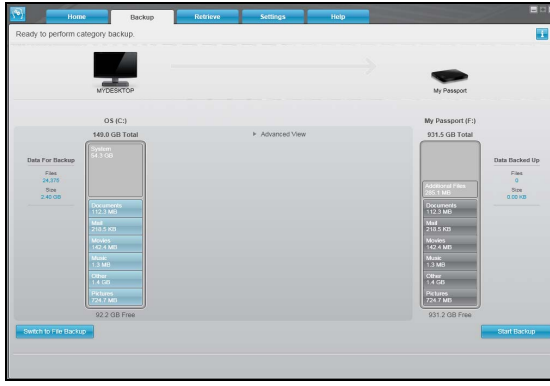 Home Backup Retrieve Settings Help
Ready to perform category backup.
MYDESKTOP
My Passport
OS (C:)
149.0 GB Total
Advanced View
My Passport (F:)
931.5 GB Total
Data For Backup
Files
24,378
Size
2.40 GB
System
54.3 GB
Documents
112.3 MB
Mail
218.5 KB
Movies
142.4 MB
Music
1.3 MB
Other
1.4 GB
Pictures
724.7 MB
92.2 GB Free
Additional Files
285.1 MB
Documents
112.3 MB
Mail
218.5 KB
Movies
142.4 MB
Music
1.3 MB
Other
1.4 GB
Pictures
724.7 MB
931.2 GB Free
Data Backed Up
Files
0
Size
0.00 KB
Switch to File Backup
Start Backup